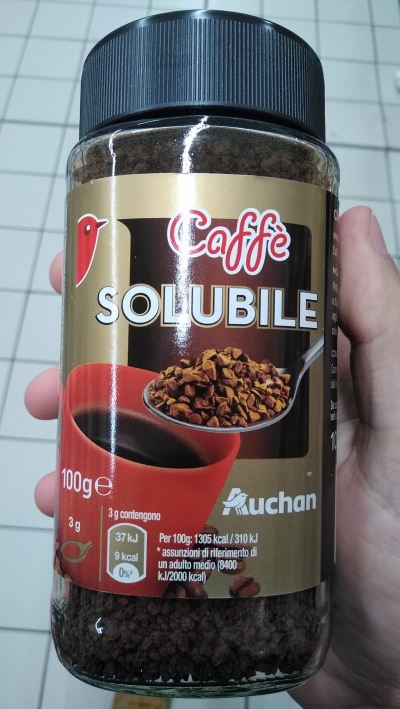 Caffè
SOLUBILE
100g℮
Auchan
3 g
3 g contengono
37 kJ
9 kcal
0%*
Per 100g: 1305 kcal / 310 kJ
* assunzioni di riferimento di
un adulto medio (8400
kJ/2000 kcal)